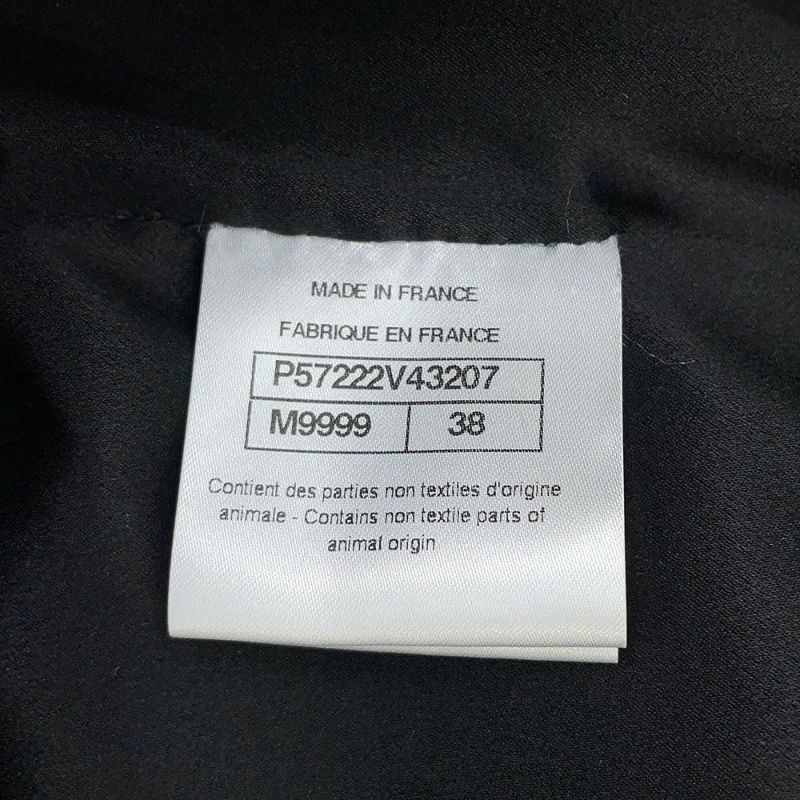 MADE IN FRANCE
FABRIQUE EN FRANCE
P57222V43207
M9999 38
Contient des parties non textiles d'origine
animale - Contains non textile parts of
animal origin